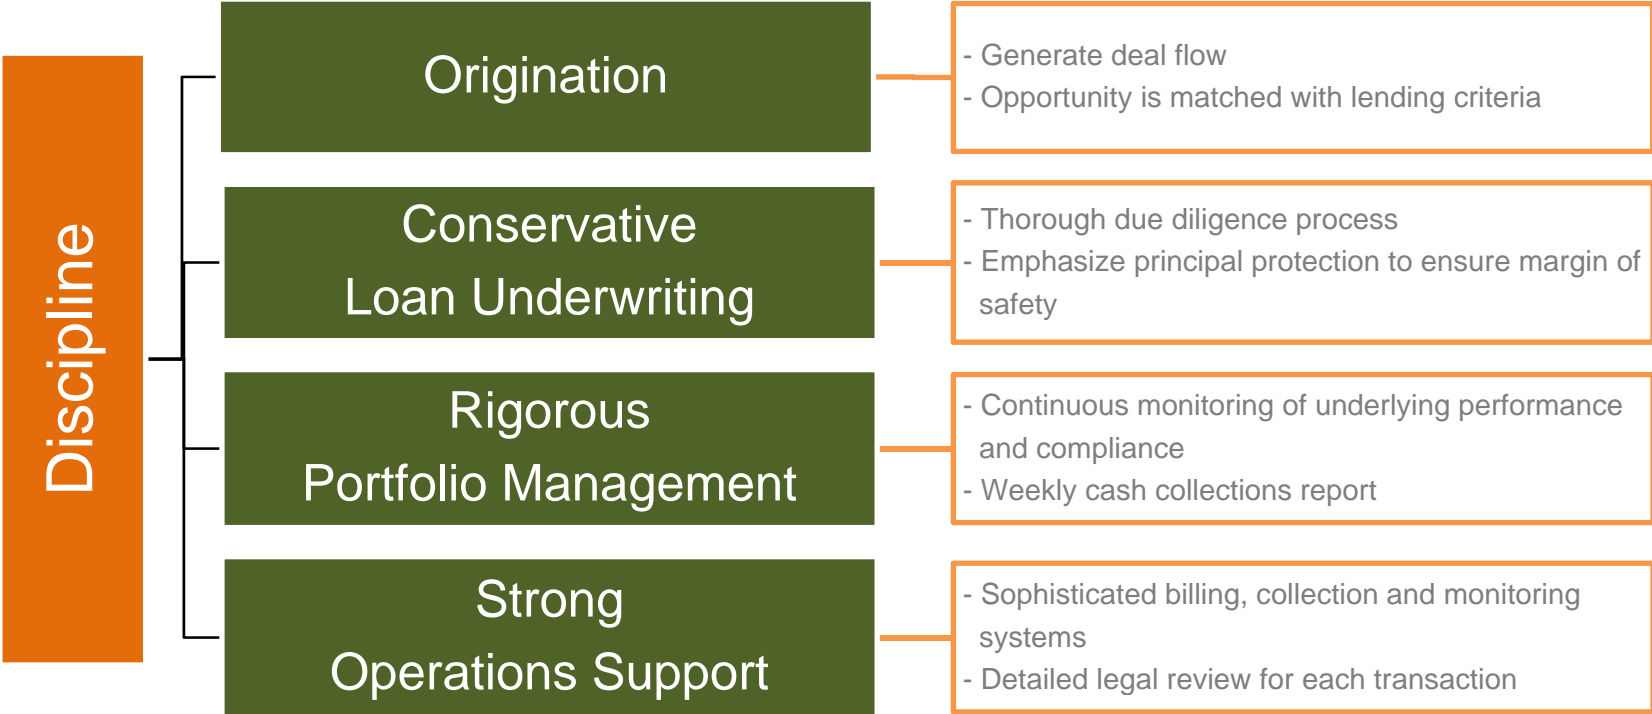 Discipline
Origination
- Generate deal flow
- Opportunity is matched with lending criteria
Conservative
Loan Underwriting
- Thorough due diligence process
- Emphasize principal protection to ensure margin of
safety
Rigorous
Portfolio Management
- Continuous monitoring of underlying performance
and compliance
- Weekly cash collections report
Strong
Operations Support
- Sophisticated billing, collection and monitoring
systems
- Detailed legal review for each transaction